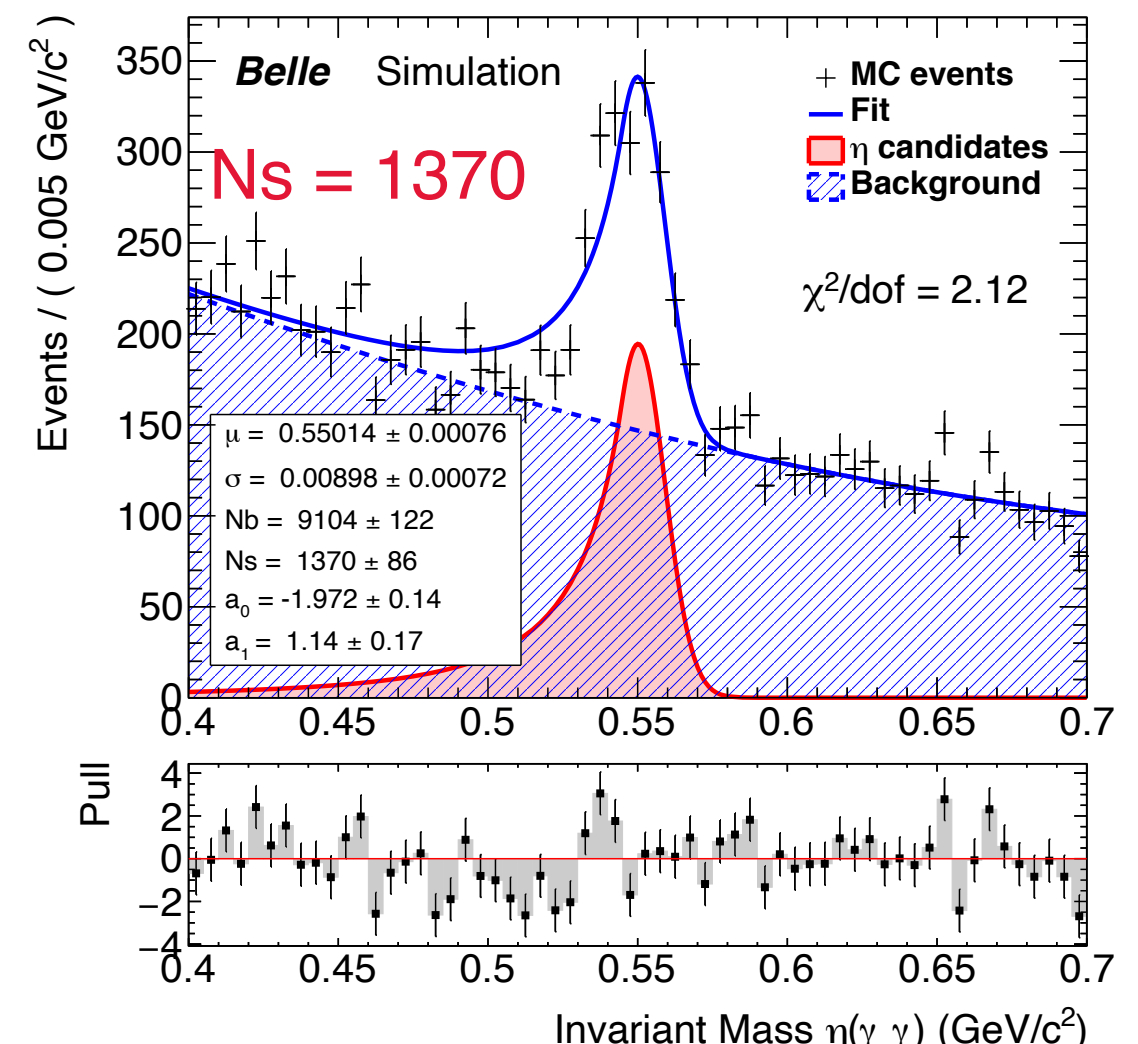 Events / ( 0.005 GeV/c²)
Belle Simulation
Ns = 1370
MC events
Fit
η candidates
Background
χ²/dof = 2.12
350
300
250
200
150
100
50
0
μ = 0.55014 ± 0.00076
σ = 0.00898 ± 0.00072
Nb = 9104 ± 122
Ns = 1370 ± 86
a₀ = -1.972 ± 0.14
a₁ = 1.14 ± 0.17
0.4 0.45 0.5 0.55 0.6 0.65 0.7
Pull
4
2
0
−2
−4
0.4 0.45 0.5 0.55 0.6 0.65 0.7
Invariant Mass η(γ γ) (GeV/c²)